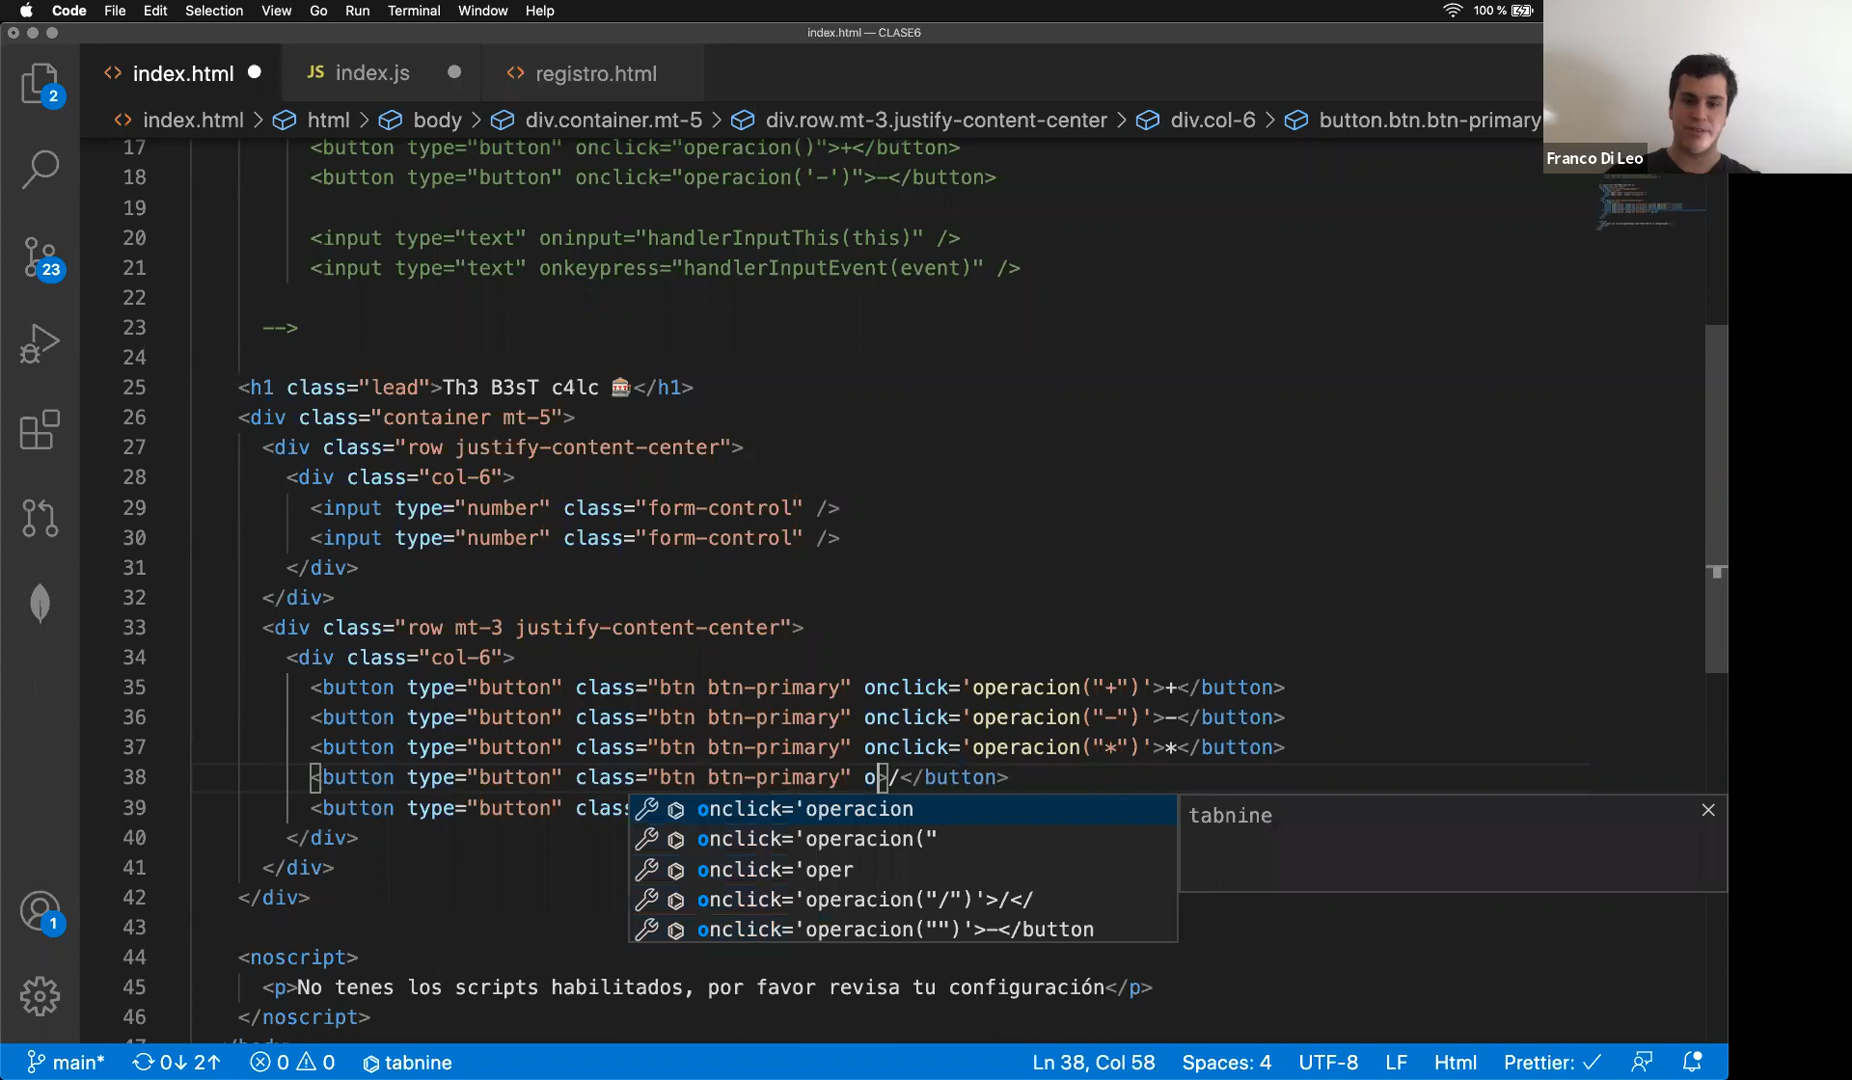 Code File Edit Selection View Go Run Terminal Window Help 100 %
index.html — CLASE6
index.html JS index.js registro.html
index.html > html > body > div.container.mt-5 > div.row.mt-3.justify-content-center > div.col-6 > button.btn.btn-primary
Franco Di Leo
2
23
1
17 <button type="button" onclick="operacion()">+</button>
18 <button type="button" onclick="operacion('-')">-</button>
19
20 <input type="text" oninput="handlerInputThis(this)" />
21 <input type="text" onkeypress="handlerInputEvent(event)" />
22
23 -->
24
25 <h1 class="lead">Th3 B3sT c4lc 🎰</h1>
26 <div class="container mt-5">
27 <div class="row justify-content-center">
28 <div class="col-6">
29 <input type="number" class="form-control" />
30 <input type="number" class="form-control" />
31 </div>
32 </div>
33 <div class="row mt-3 justify-content-center">
34 <div class="col-6">
35 <button type="button" class="btn btn-primary" onclick='operacion("+")'>+</button>
36 <button type="button" class="btn btn-primary" onclick='operacion("-")'>-</button>
37 <button type="button" class="btn btn-primary" onclick='operacion("*")'>*</button>
38 <button type="button" class="btn btn-primary" o>/</button>
39 <button type="button" clas
onclick='operacion
onclick='operacion("
onclick='oper
onclick='operacion("/")'>/</
onclick='operacion("")'>-</button
tabnine
40 </div>
41 </div>
42 </div>
43
44 <noscript>
45 <p>No tenes los scripts habilitados, por favor revisa tu configuración</p>
46 </noscript>
main* 0↓ 2↑ 0 0 tabnine Ln 38, Col 58 Spaces: 4 UTF-8 LF Html Prettier: ✓